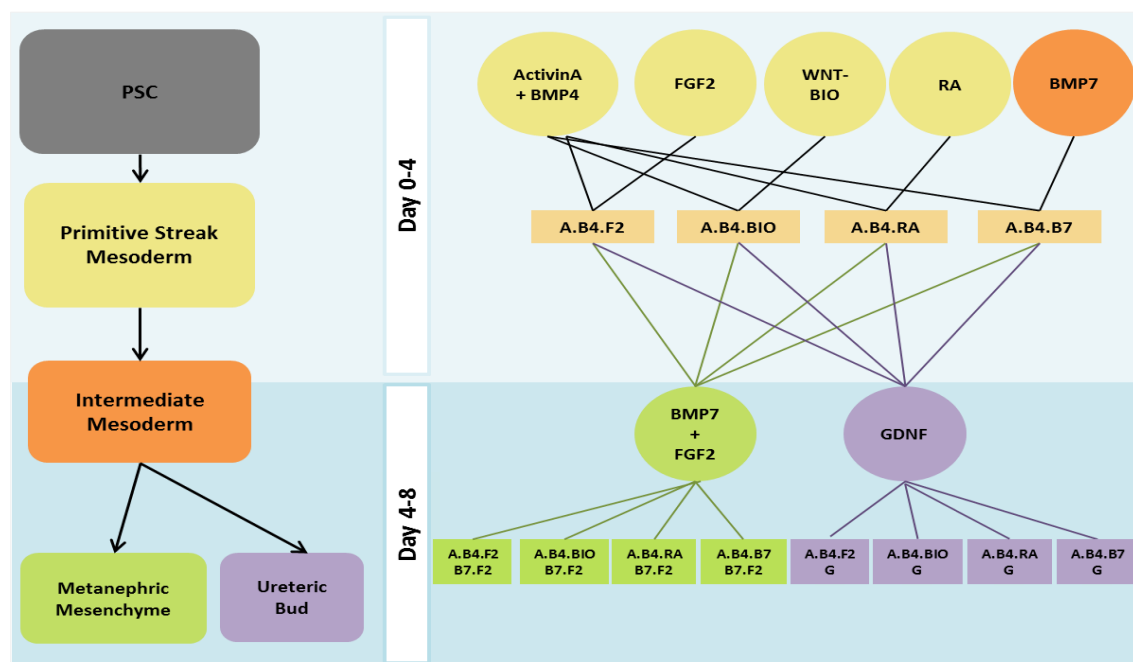 PSC
Primitive Streak
Mesoderm
Intermediate
Mesoderm
Metanephric
Mesenchyme
Ureteric
Bud
Day 0-4
Day 4-8
ActivinA
+ BMP4
FGF2
WNT-
BIO
RA
BMP7
A.B4.F2
A.B4.BIO
A.B4.RA
A.B4.B7
BMP7
+
FGF2
GDNF
A.B4.F2
B7.F2
A.B4.BIO
B7.F2
A.B4.RA
B7.F2
A.B4.B7
B7.F2
A.B4.F2
G
A.B4.BIO
G
A.B4.RA
G
A.B4.B7
G